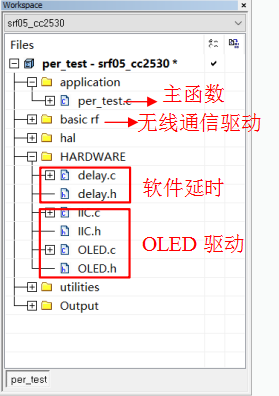 Workspace
srf05_cc2530
Files
per_test - srf05_cc2530 *
application
per_test.c 主函数
basic rf 无线通信驱动
hal
HARDWARE
delay.c
delay.h
软件延时
IIC.c
IIC.h
OLED.c
OLED.h
OLED 驱动
utilities
Output
per_test